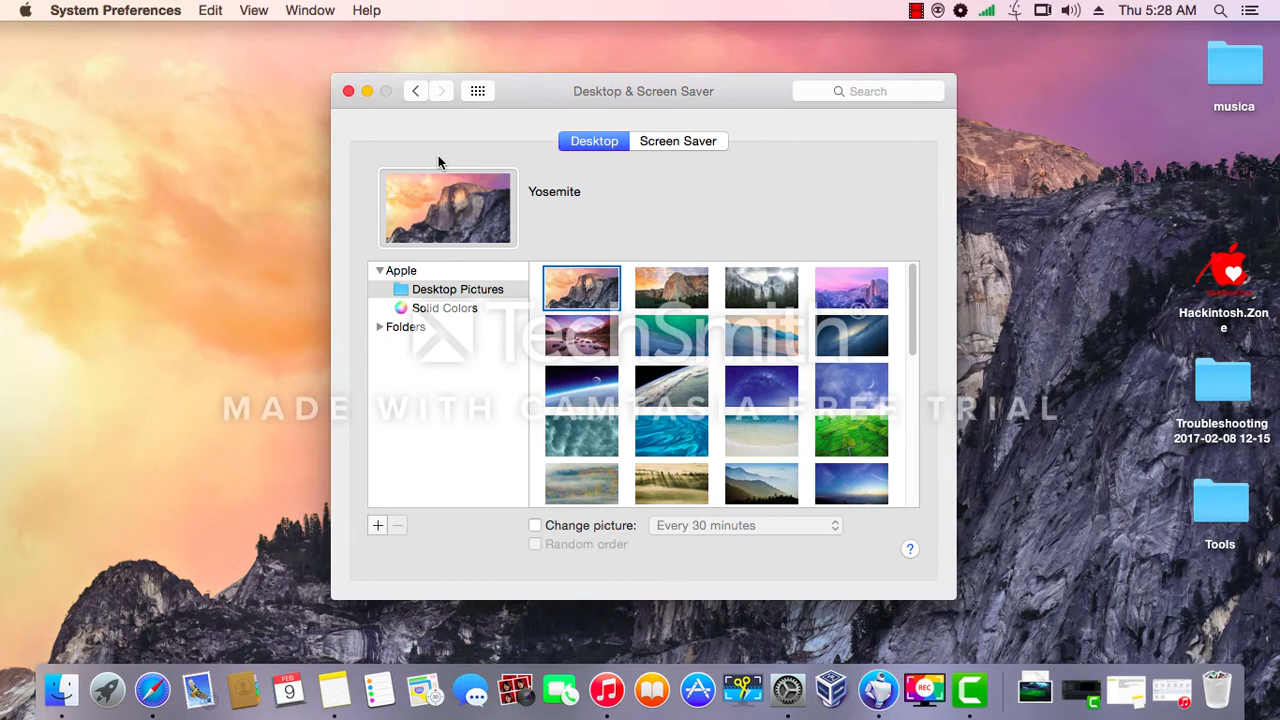 System Preferences Edit View Window Help
Thu 5:28 AM
Desktop & Screen Saver
Search
musica
Desktop Screen Saver
Yosemite
Apple
Desktop Pictures
Solid Colors
Folders
Hackintosh.Zon
e
TechSmith®
MADE WITH CAMTASIA FREE TRIAL
Troubleshooting
2017-02-08 12-15
+ −
Change picture: Every 30 minutes
Random order
?
Tools
FEB
9
REC